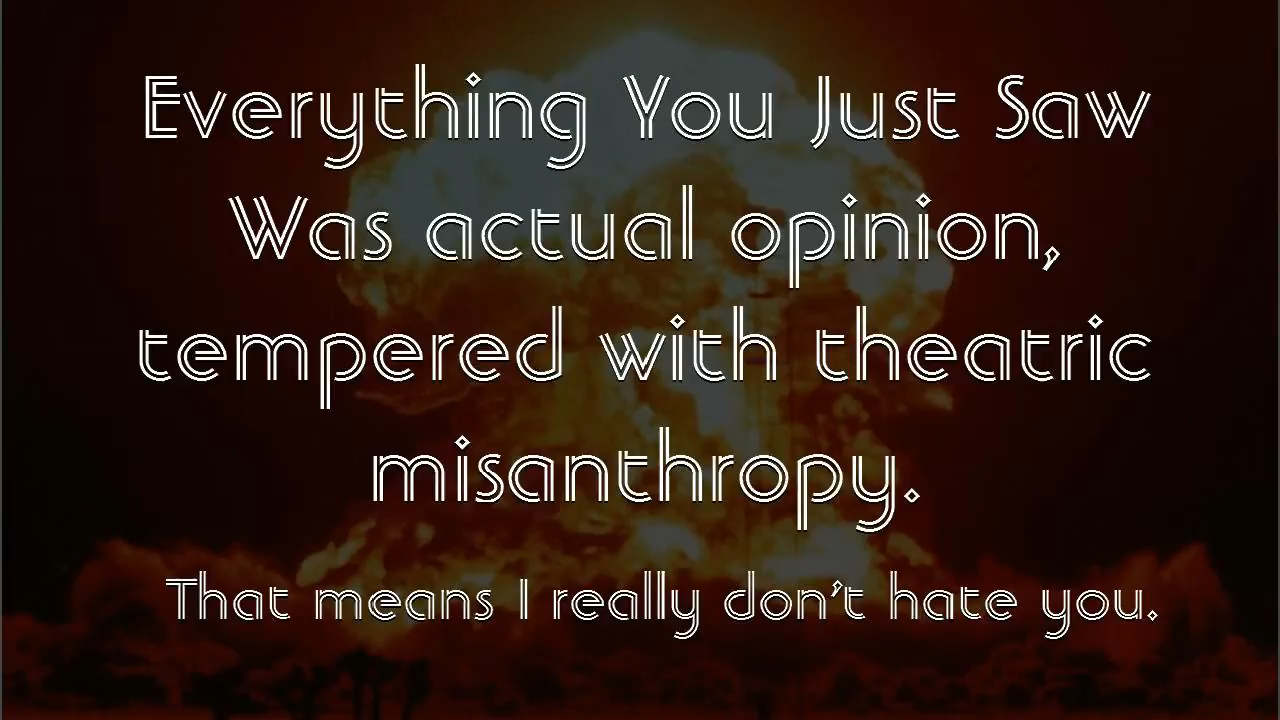 Everything You Just Saw
Was actual opinion,
tempered with theatric
misanthropy.
That means I really don't hate you.